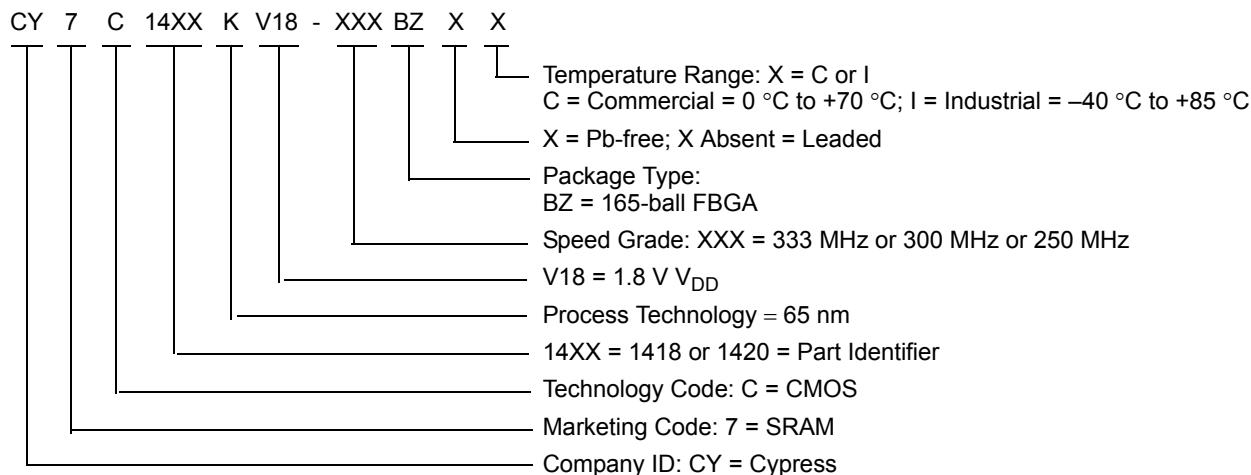 CY 7 C 14XX K V18 - XXX BZ X X
Temperature Range: X = C or I
C = Commercial = 0 °C to +70 °C; I = Industrial = –40 °C to +85 °C
X = Pb-free; X Absent = Leaded
Package Type:
BZ = 165-ball FBGA
Speed Grade: XXX = 333 MHz or 300 MHz or 250 MHz
V18 = 1.8 V VDD
Process Technology = 65 nm
14XX = 1418 or 1420 = Part Identifier
Technology Code: C = CMOS
Marketing Code: 7 = SRAM
Company ID: CY = Cypress